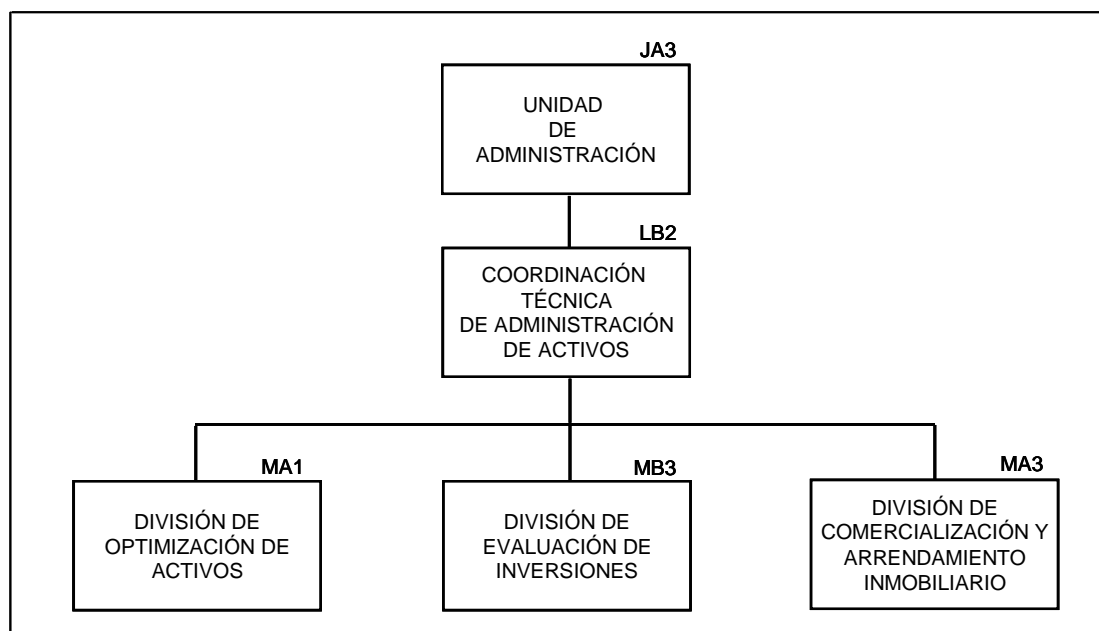 JA3
UNIDAD
DE
ADMINISTRACIÓN
LB2
COORDINACIÓN
TÉCNICA
DE ADMINISTRACIÓN
DE ACTIVOS
MA1
DIVISIÓN DE
OPTIMIZACIÓN DE
ACTIVOS
MB3
DIVISIÓN DE
EVALUACIÓN DE
INVERSIONES
MA3
DIVISIÓN DE
COMERCIALIZACIÓN Y
ARRENDAMIENTO
INMOBILIARIO